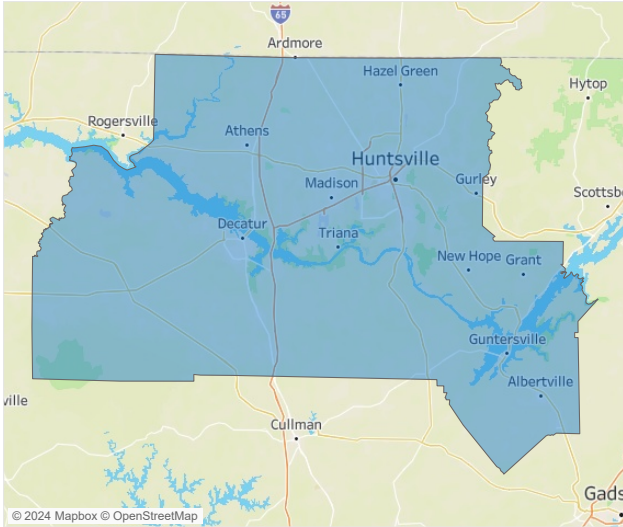 65
Ardmore
Hazel Green
Hytop
Rogersville
Athens
Huntsville
Madison
Gurley
Scottsb
Decatur
Triana
New Hope
Grant
Guntersville
Albertville
ville
Cullman
Gads
© 2024 Mapbox © OpenStreetMap